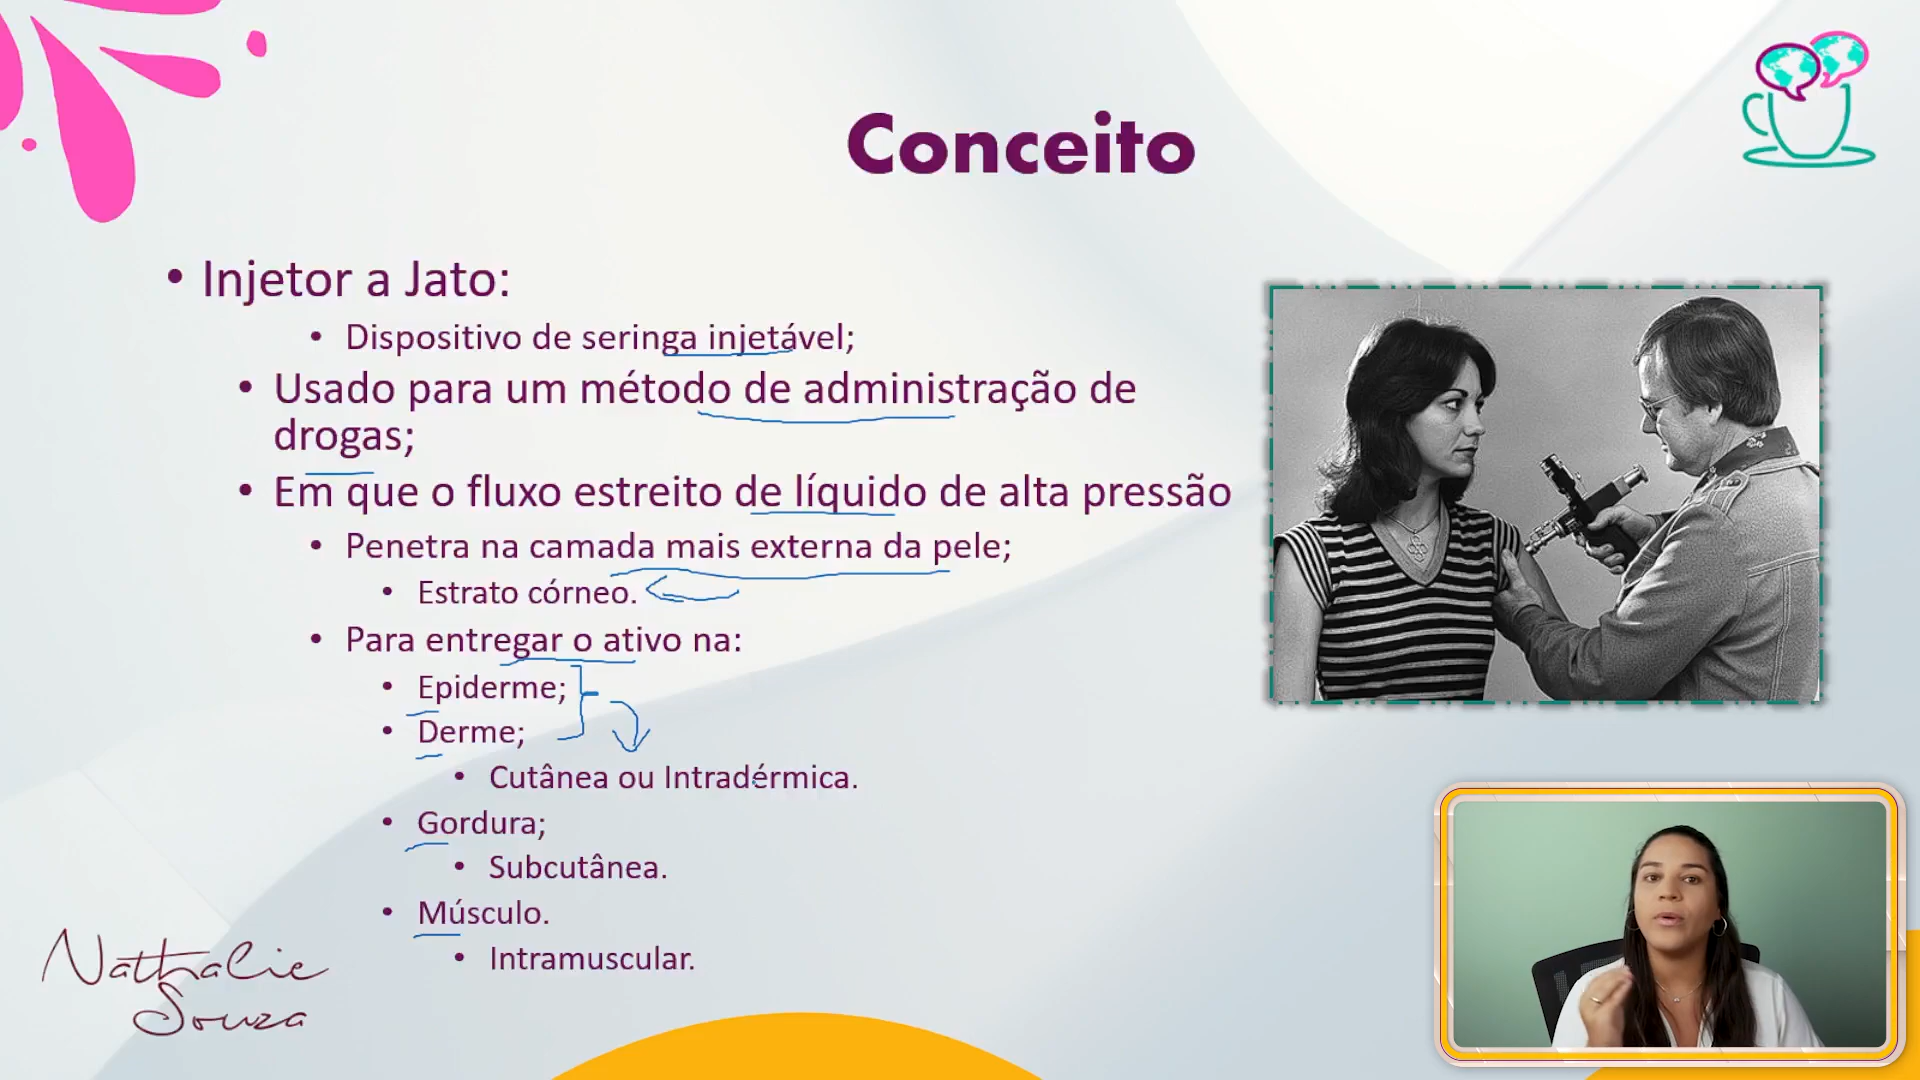 Conceito
• Injetor a Jato:
• Dispositivo de seringa injetável;
• Usado para um método de administração de
drogas;
• Em que o fluxo estreito de líquido de alta pressão
• Penetra na camada mais externa da pele;
• Estrato córneo.
• Para entregar o ativo na:
• Epiderme;
• Derme;
• Cutânea ou Intradérmica.
• Gordura;
• Subcutânea.
• Músculo.
• Intramuscular.
Nathalie
Souza